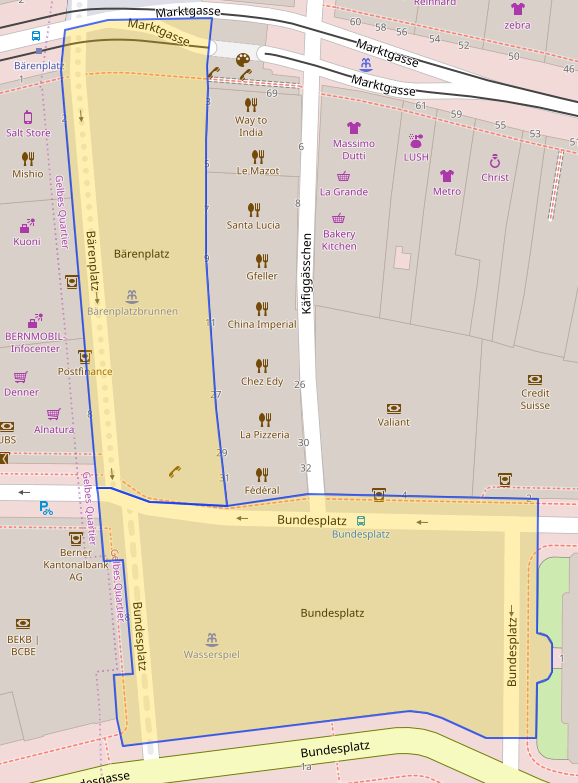 Reinhard
zebra
Marktgasse
Marktgasse
Marktgasse
Marktgasse
60
58
56
54
52
50
46
Bärenplatz
1
3
69
61
59
55
53
Salt Store
4
Way to
India
6
Massimo
Dutti
LUSH
Metro
Christ
Mishio
5
Le Mazot
La Grande
Gelbes Quartier
7
8
Santa Lucia
Bakery
Kitchen
Kuoni
Bärenplatz
Bärenplatz
9
Gfeller
Käfiggässchen
Bärenplatzbrunnen
BERNMOBIL
Infocenter
11
China Imperial
Postfinance
Denner
Chez Edy
26
Credit
Suisse
27
8
Alnatura
La Pizzeria
Valiant
UBS
29
30
31
Fédéral
32
4
2
Gelbes Quartier
Bundesplatz
Bundesplatz
Berner
Kantonalbank
AG
Gelbes Quartier
Bundesplatz
Bundesplatz
Bundesplatz
BEKB |
BCBE
Wasserspiel
1
Bundesplatz
1a
desgasse